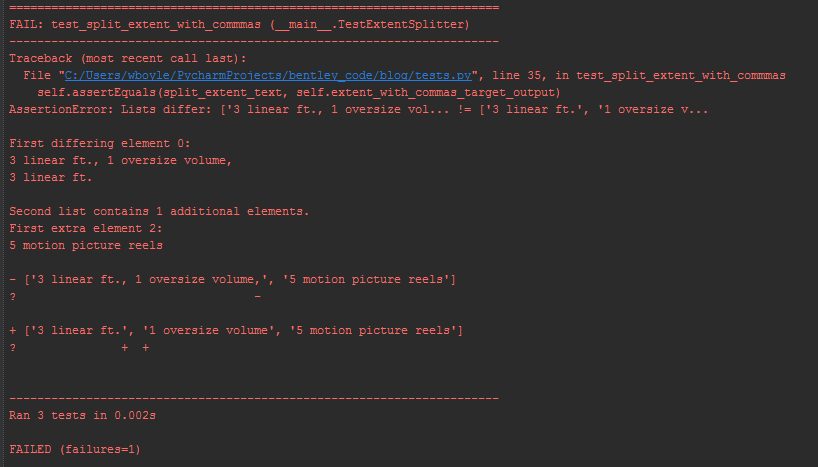 ======================================================================
FAIL: test_split_extent_with_commmas (__main__.TestExtentSplitter)
----------------------------------------------------------------------
Traceback (most recent call last):
  File "C:/Users/wboyle/PycharmProjects/bentley_code/blog/tests.py", line 35, in test_split_extent_with_commmas
    self.assertEquals(split_extent_text, self.extent_with_commas_target_output)
AssertionError: Lists differ: ['3 linear ft., 1 oversize vol... != ['3 linear ft.', '1 oversize v...

First differing element 0:
3 linear ft., 1 oversize volume,
3 linear ft.

Second list contains 1 additional elements.
First extra element 2:
5 motion picture reels

- ['3 linear ft., 1 oversize volume,', '5 motion picture reels']
?                                 -

+ ['3 linear ft.', '1 oversize volume', '5 motion picture reels']
?               +  +


----------------------------------------------------------------------
Ran 3 tests in 0.002s

FAILED (failures=1)